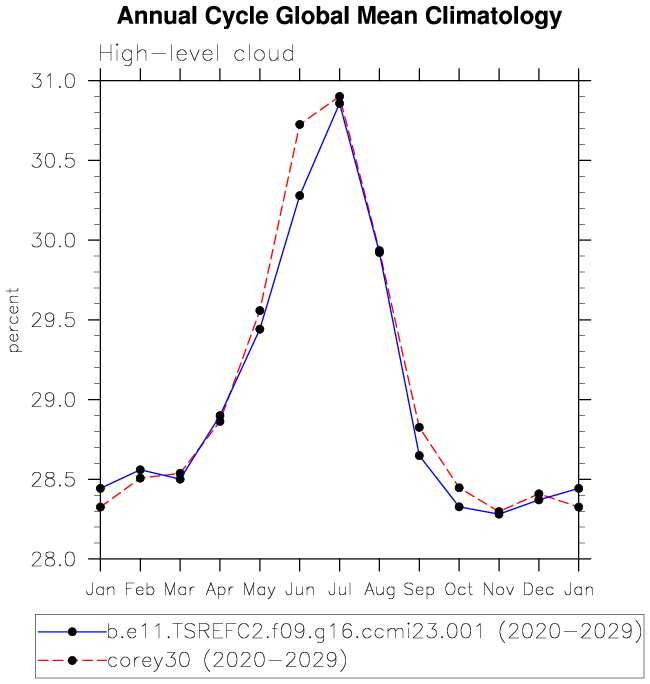 Annual Cycle Global Mean Climatology
High-level cloud
31.0
30.5
30.0
29.5
29.0
28.5
28.0
percent
Jan Feb Mar Apr May Jun Jul Aug Sep Oct Nov Dec Jan
b.e11.TSREFC2.f09.g16.ccmi23.001 (2020-2029)
corey30 (2020-2029)